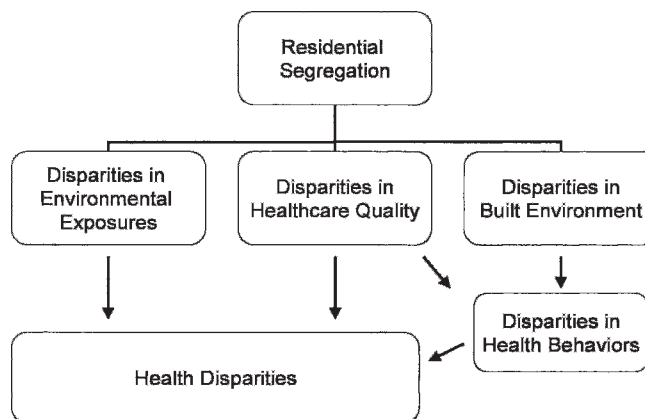 Residential
Segregation
Disparities in
Environmental
Exposures
Disparities in
Healthcare Quality
Disparities in
Built Environment
Disparities in
Health Behaviors
Health Disparities